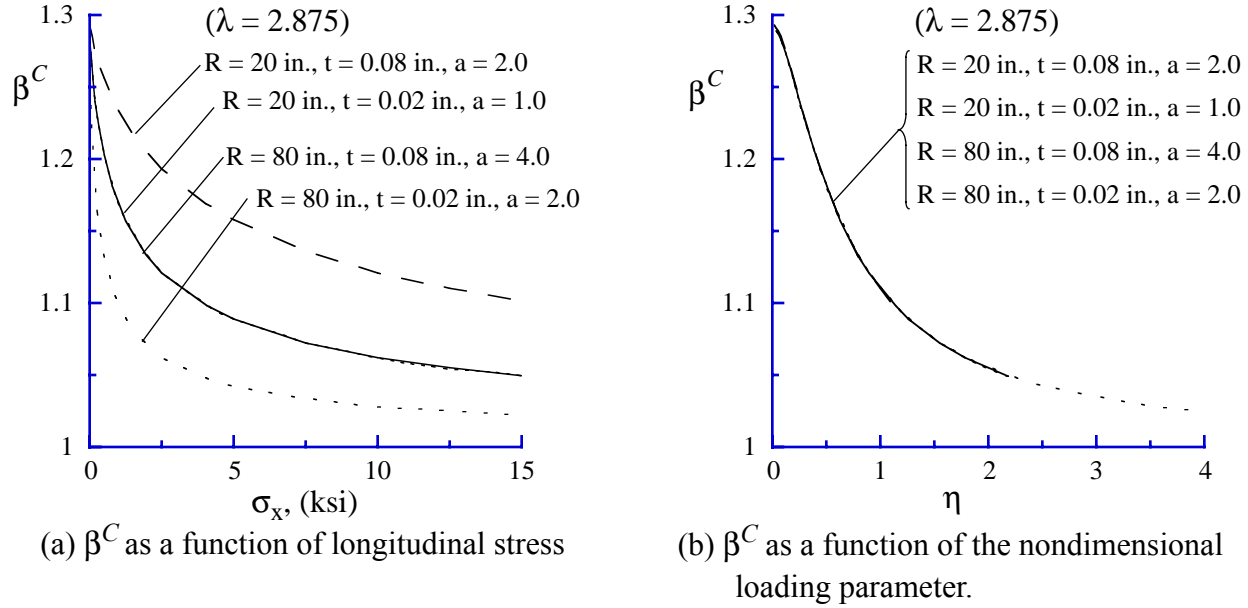 (λ = 2.875)
R = 20 in., t = 0.08 in., a = 2.0
R = 20 in., t = 0.02 in., a = 1.0
R = 80 in., t = 0.08 in., a = 4.0
R = 80 in., t = 0.02 in., a = 2.0
β^C
1.3
1.2
1.1
1
0 5 10 15
σ_x, (ksi)
(a) β^C as a function of longitudinal stress
(λ = 2.875)
R = 20 in., t = 0.08 in., a = 2.0
R = 20 in., t = 0.02 in., a = 1.0
R = 80 in., t = 0.08 in., a = 4.0
R = 80 in., t = 0.02 in., a = 2.0
β^C
1.3
1.2
1.1
1
0 1 2 3 4
η
(b) β^C as a function of the nondimensional
loading parameter.